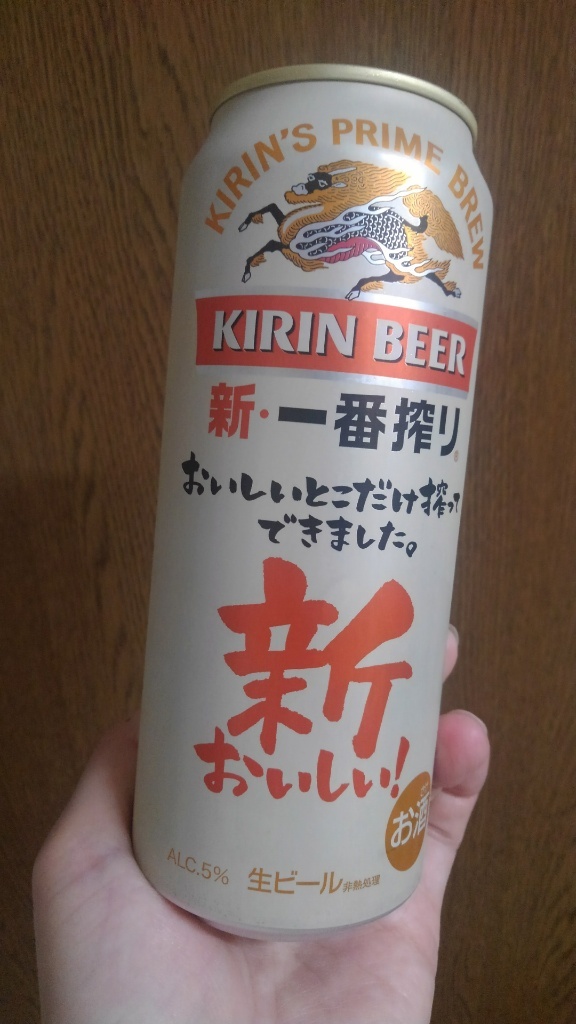 KIRIN'S PRIME BREW
KIRIN BEER
新・一番搾り
おいしいとこだけ搾って
できました。
新
おいしい!
お酒
ALC.5% 生ビール 非熱処理